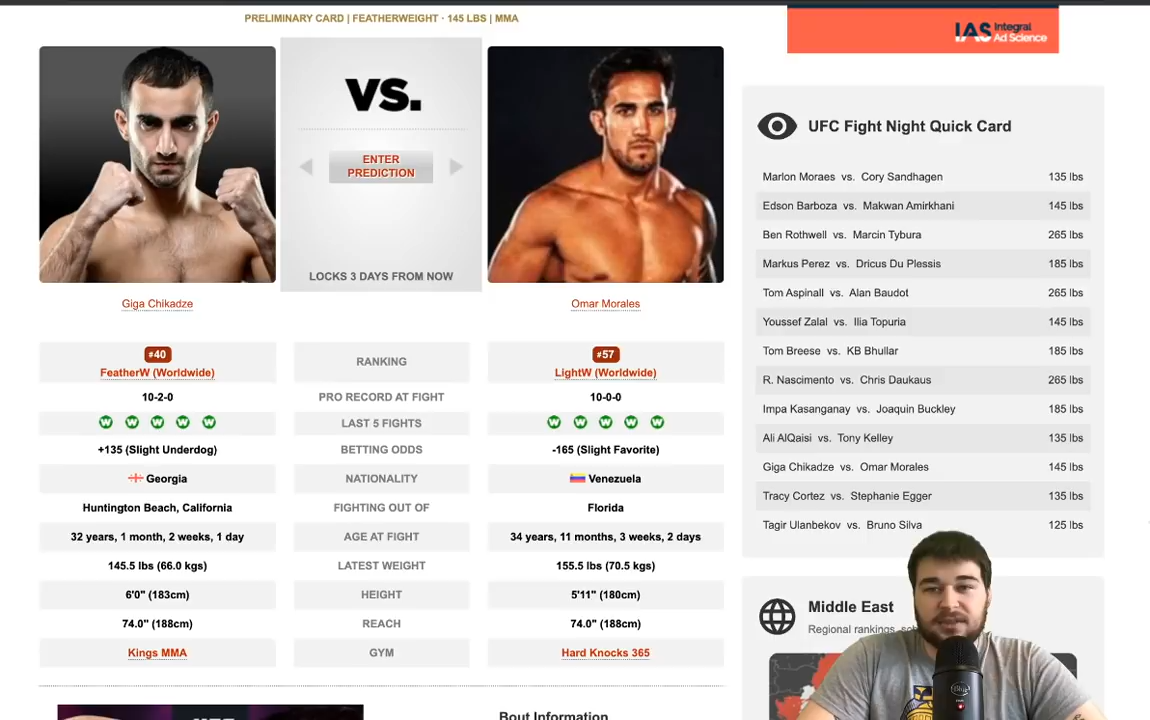 PRELIMINARY CARD | FEATHERWEIGHT · 145 LBS | MMA
IAS Integral
Ad Science
VS.
ENTER
PREDICTION
LOCKS 3 DAYS FROM NOW
Giga Chikadze
Omar Morales
#40
FeatherW (Worldwide)
RANKING
#57
LightW (Worldwide)
10-2-0 PRO RECORD AT FIGHT 10-0-0
W W W W W LAST 5 FIGHTS W W W W W
+135 (Slight Underdog) BETTING ODDS -165 (Slight Favorite)
Georgia NATIONALITY Venezuela
Huntington Beach, California FIGHTING OUT OF Florida
32 years, 1 month, 2 weeks, 1 day AGE AT FIGHT 34 years, 11 months, 3 weeks, 2 days
145.5 lbs (66.0 kgs) LATEST WEIGHT 155.5 lbs (70.5 kgs)
6'0" (183cm) HEIGHT 5'11" (180cm)
74.0" (188cm) REACH 74.0" (188cm)
Kings MMA GYM Hard Knocks 365
Bout Information
UFC Fight Night Quick Card
Marlon Moraes vs. Cory Sandhagen 135 lbs
Edson Barboza vs. Makwan Amirkhani 145 lbs
Ben Rothwell vs. Marcin Tybura 265 lbs
Markus Perez vs. Dricus Du Plessis 185 lbs
Tom Aspinall vs. Alan Baudot 265 lbs
Youssef Zalal vs. Ilia Topuria 145 lbs
Tom Breese vs. KB Bhullar 185 lbs
R. Nascimento vs. Chris Daukaus 265 lbs
Impa Kasanganay vs. Joaquin Buckley 185 lbs
Ali AlQaisi vs. Tony Kelley 135 lbs
Giga Chikadze vs. Omar Morales 145 lbs
Tracy Cortez vs. Stephanie Egger 135 lbs
Tagir Ulanbekov vs. Bruno Silva 125 lbs
Middle East
Regional rankings,
blue